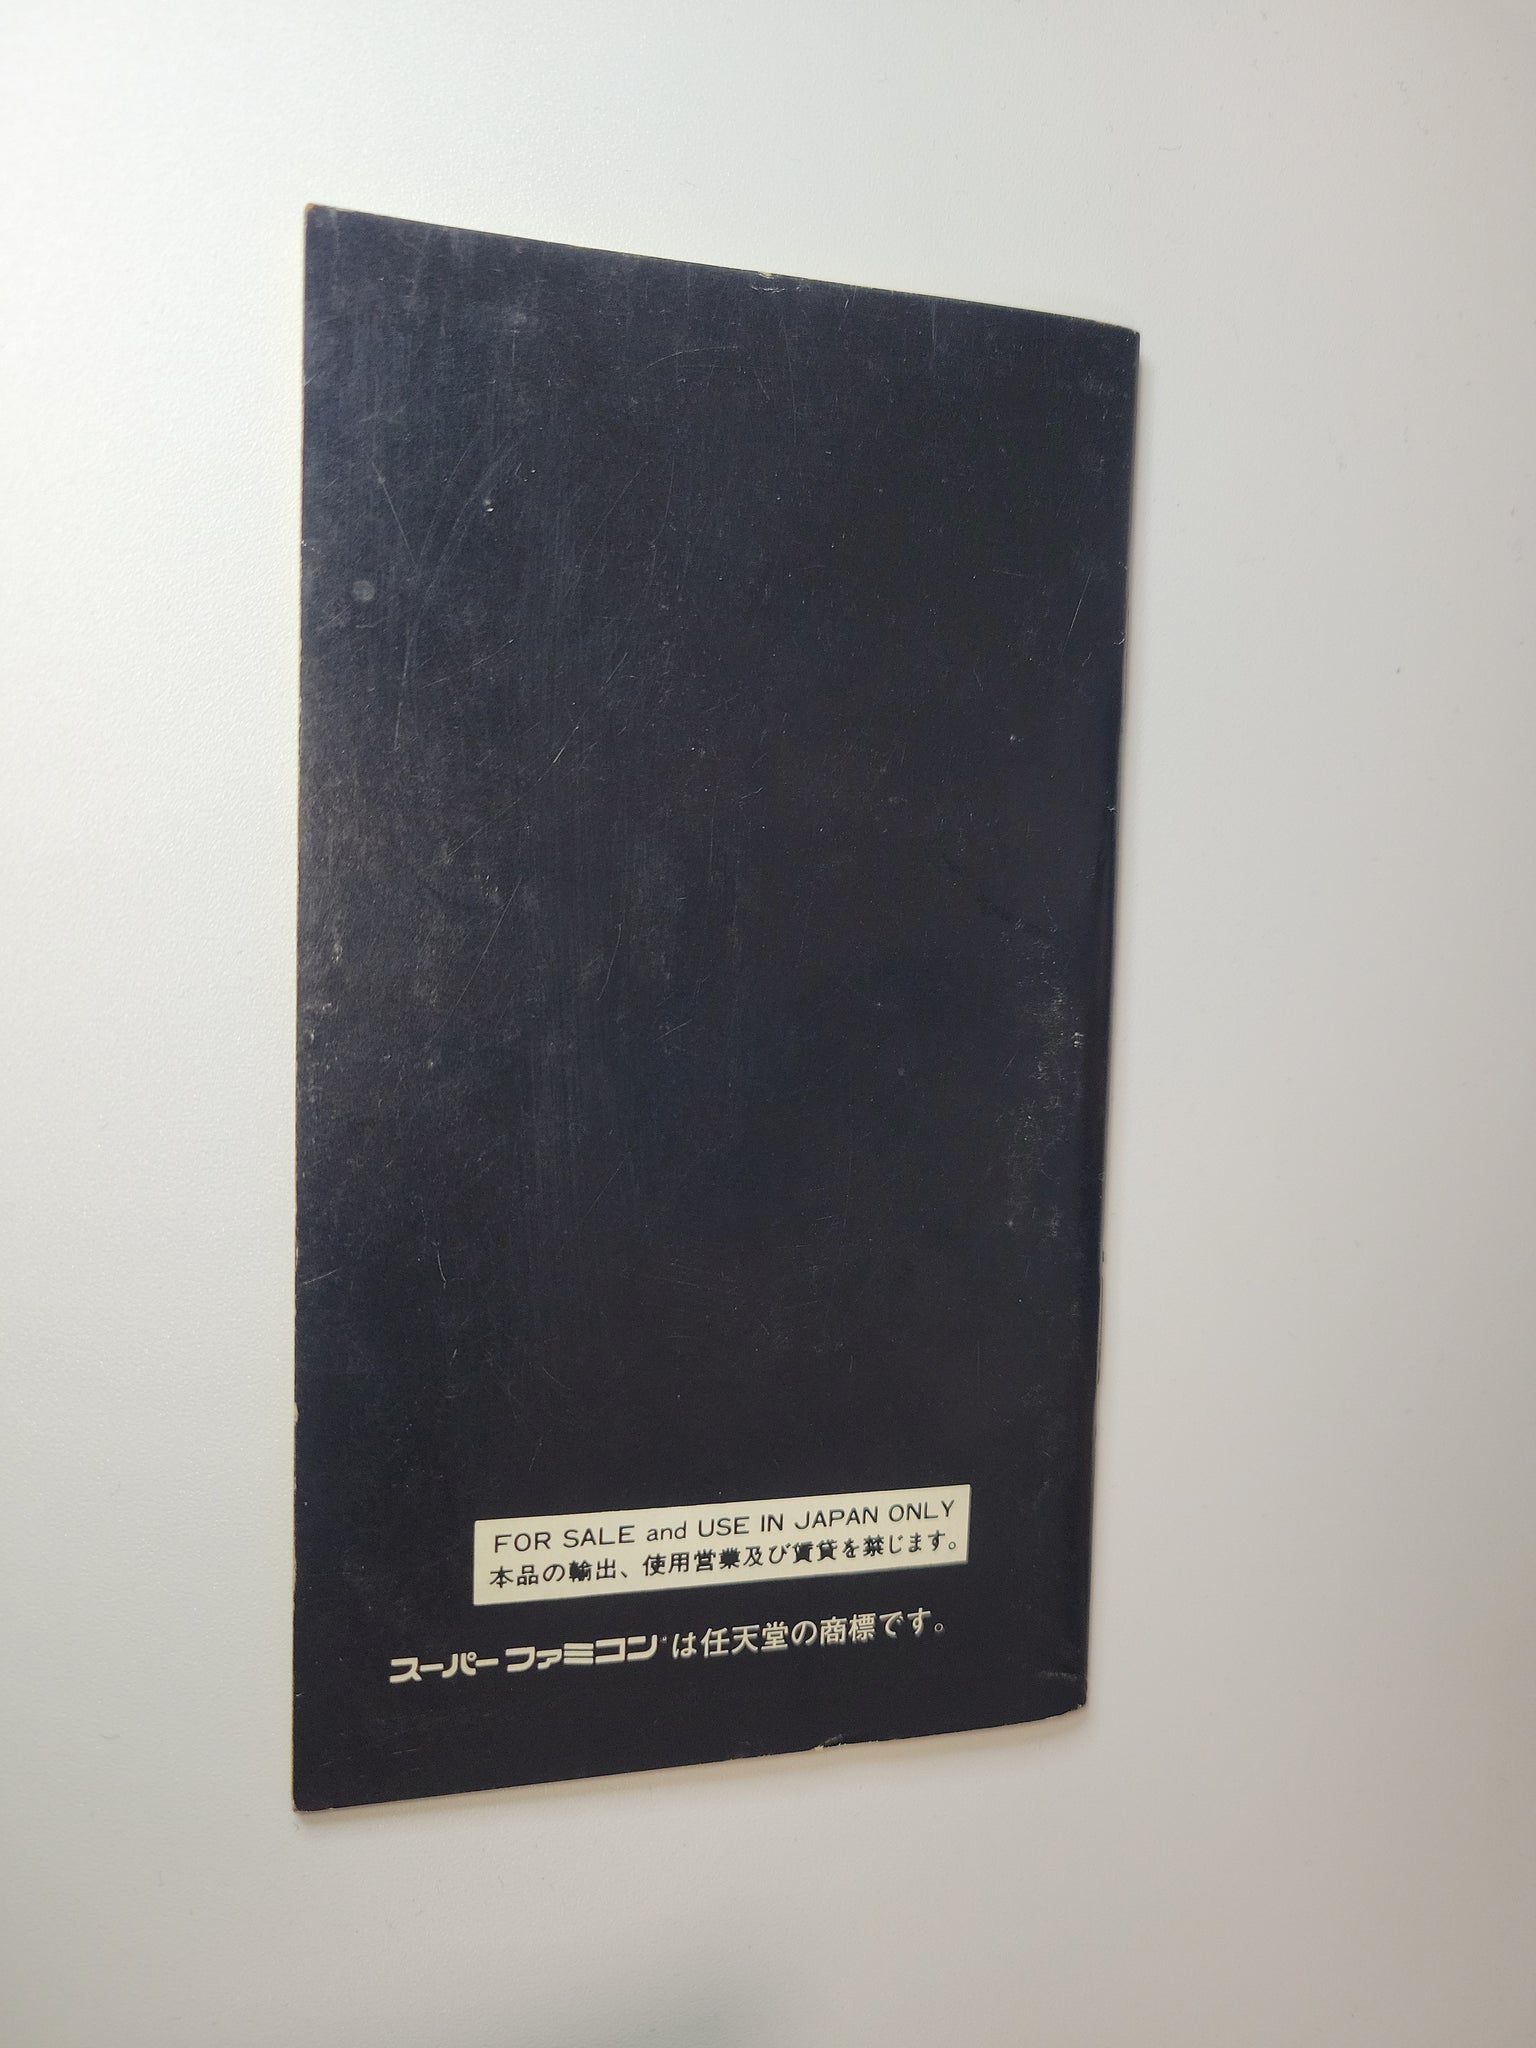 FOR SALE and USE IN JAPAN ONLY
本品の輸出、使用営業及び賃貸を禁じます。
スーパーファミコン®は任天堂の商標です。